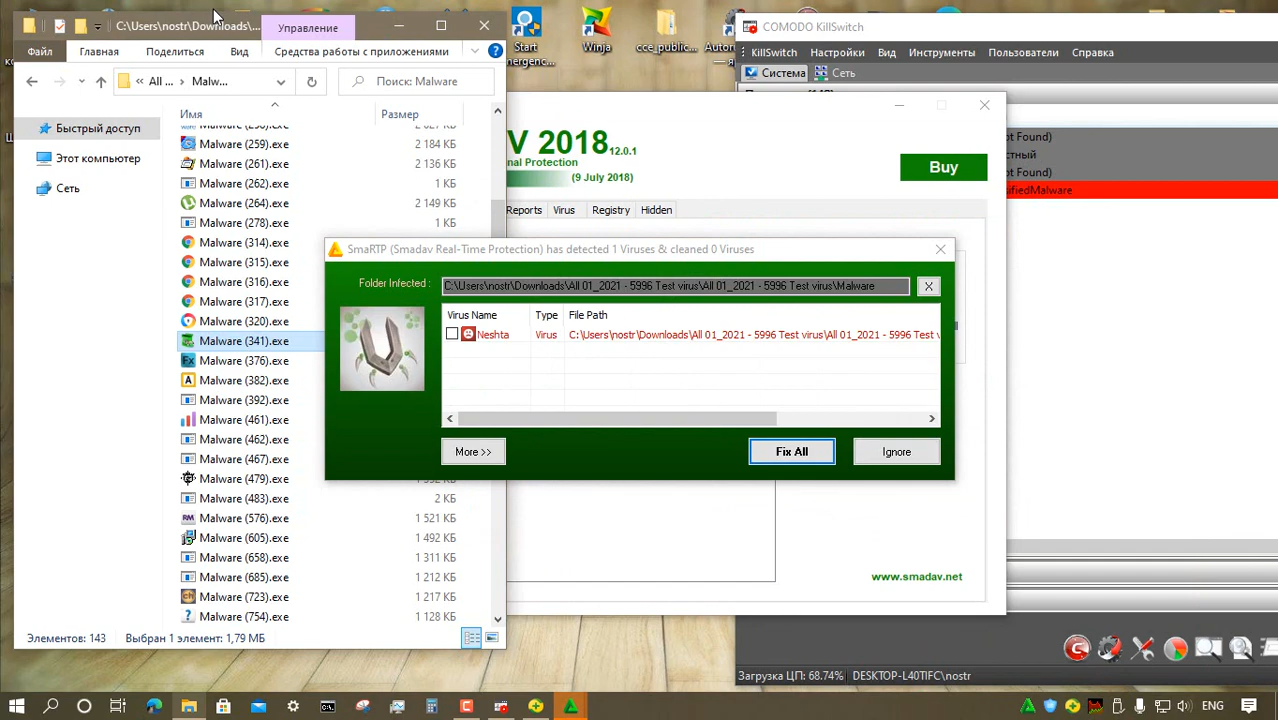 C:\Users\nostr\Downloads\...
Управление
Файл
Главная
Поделиться
Вид
Средства работы с приложениями
All ...
Malw...
Поиск: Malware
Имя
Размер
Быстрый доступ
Этот компьютер
Сеть
Malware (259).exe 2 184 КБ
Malware (261).exe 2 136 КБ
Malware (262).exe 1 КБ
Malware (264).exe 2 149 КБ
Malware (278).exe 1 КБ
Malware (314).exe
Malware (315).exe
Malware (316).exe
Malware (317).exe
Malware (320).exe
Malware (341).exe
Malware (376).exe
Malware (382).exe
Malware (392).exe
Malware (461).exe
Malware (462).exe
Malware (467).exe
Malware (479).exe
Malware (483).exe 2 КБ
Malware (576).exe 1 521 КБ
Malware (605).exe 1 492 КБ
Malware (658).exe 1 311 КБ
Malware (685).exe 1 212 КБ
Malware (723).exe 1 217 КБ
Malware (754).exe 1 128 КБ
Элементов: 143
Выбран 1 элемент: 1,79 МБ
Start
Winja
cce_public...
COMODO KillSwitch
KillSwitch
Настройки
Вид
Инструменты
Пользователи
Справка
Система
Сеть
V 2018 12.0.1
nal Protection
(9 July 2018)
Buy
Reports
Virus
Registry
Hidden
ot Found)
стный
ot Found)
sifiedMalware
SmaRTP (Smadav Real-Time Protection) has detected 1 Viruses & cleaned 0 Viruses
Folder Infected :
C:\Users\nostr\Downloads\All 01_2021 - 5996 Test virus\All 01_2021 - 5996 Test virus\Malware
X
Virus Name
Type
File Path
Neshta
Virus
C:\Users\nostr\Downloads\All 01_2021 - 5996 Test virus\All 01_2021 - 5996 Test
More >>
Fix All
Ignore
www.smadav.net
Загрузка ЦП: 68.74%
DESKTOP-L40TIFC\nostr
ENG